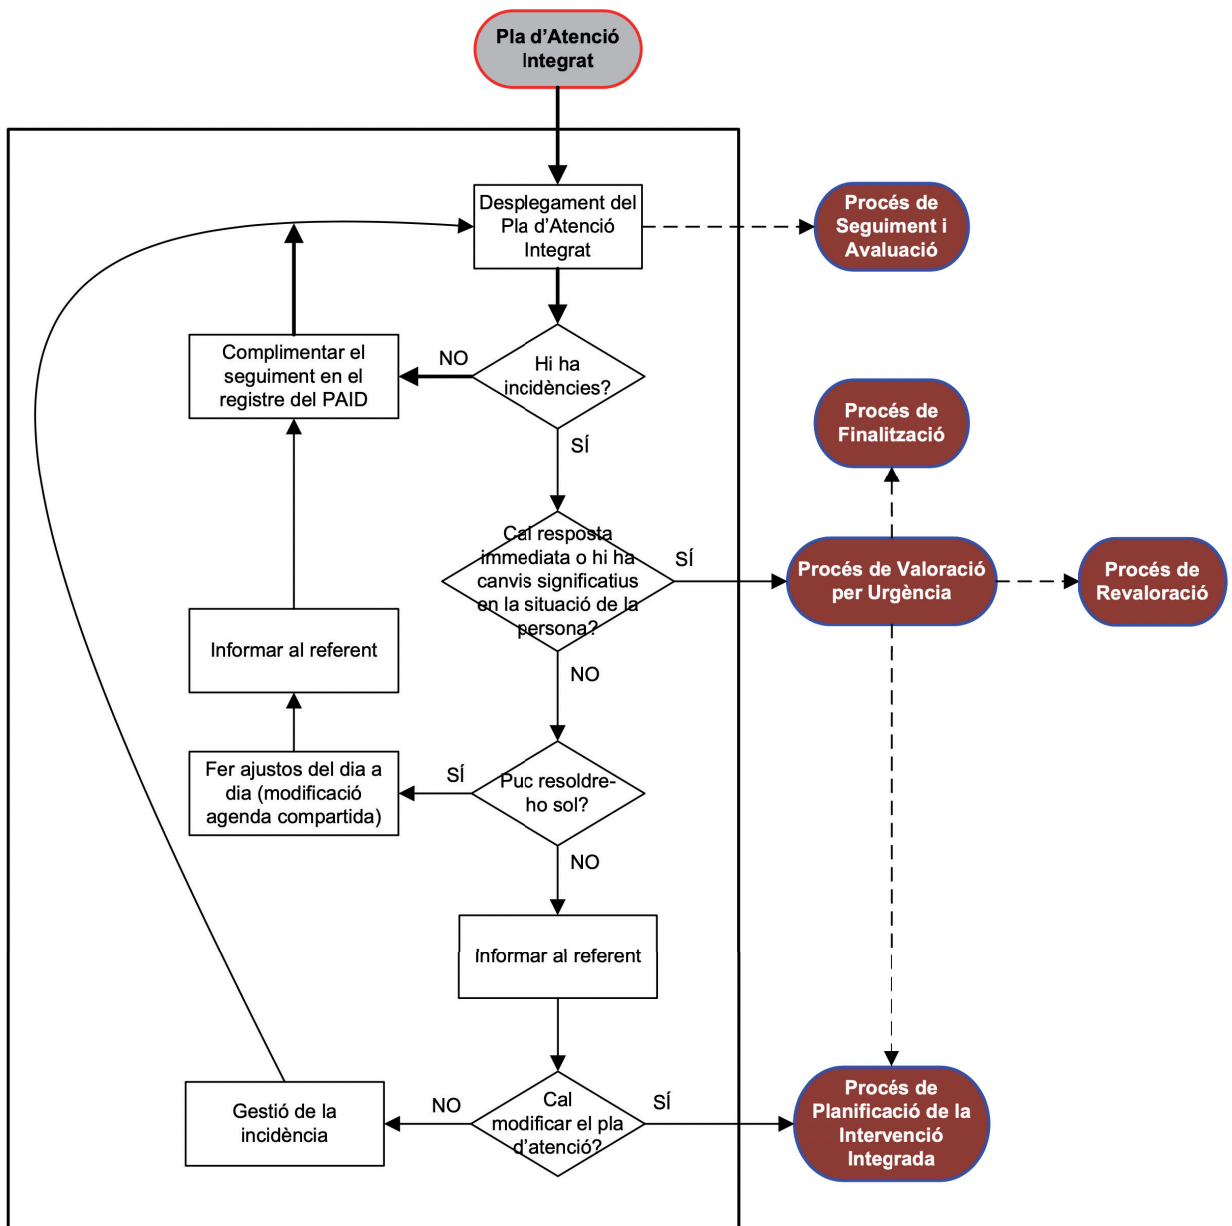 Pla d’Atenció
Integrat
Desplegament del
Pla d’Atenció
Integrat
Procés de
Seguiment i
Avaluació
Complimentar el
seguiment en el
registre del PAID
NO
Hi ha
incidències?
Procés de
Finalització
SÍ
Cal resposta
immediata o hi ha
canvis significatius
en la situació de la
persona?
SÍ
Procés de Valoració
per Urgència
Procés de
Revaloració
Informar al referent
NO
Fer ajustos del dia a
dia (modificació
agenda compartida)
SÍ
Puc resoldre-
ho sol?
NO
Informar al referent
Gestió de la
incidència
NO
Cal
modificar el pla
d’atenció?
SÍ
Procés de
Planificació de la
Intervenció
Integrada